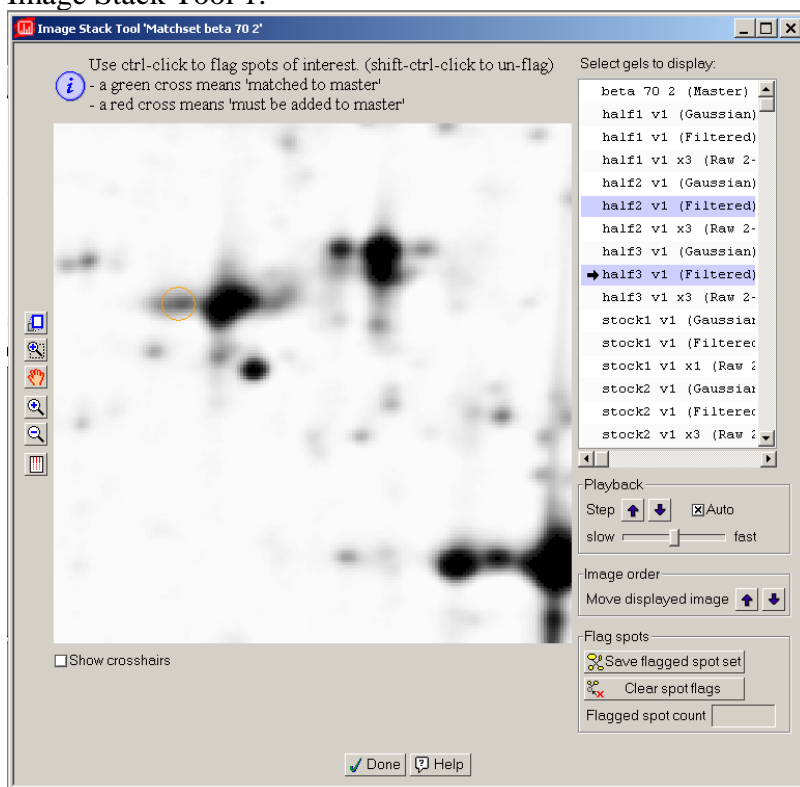 Image Stack Tool 1:
Image Stack Tool 'Matchset beta 70 2'
Use ctrl-click to flag spots of interest. (shift-ctrl-click to un-flag)
- a green cross means 'matched to master'
- a red cross means 'must be added to master'
Select gels to display:
beta 70 2 (Master)
half1 v1 (Gaussian)
half1 v1 (Filtered)
half1 v1 x3 (Raw 2-
half2 v1 (Gaussian)
half2 v1 (Filtered)
half2 v1 x3 (Raw 2-
half3 v1 (Gaussian)
half3 v1 (Filtered)
half3 v1 x3 (Raw 2-
stock1 v1 (Gaussian
stock1 v1 (Filtered
stock1 v1 x1 (Raw 2
stock2 v1 (Gaussian
stock2 v1 (Filtered
stock2 v1 x3 (Raw 2
Playback
Step Auto
slow fast
Image order
Move displayed image
Flag spots
Save flagged spot set
Clear spot flags
Flagged spot count
Show crosshairs
Done Help